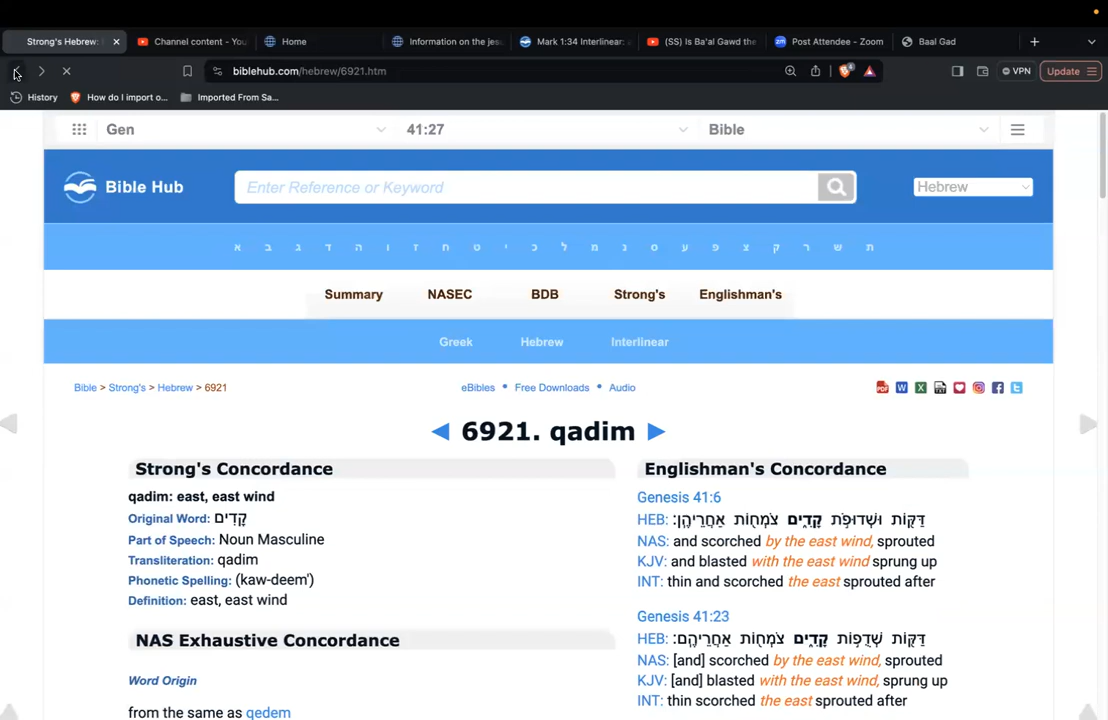 Strong's Hebrew:
Channel content - You
Home
Information on the jes
Mark 1:34 Interlinear:
(SS) Is Ba'al Gawd the
Post Attendee - Zoom
Baal Gad
biblehub.com/hebrew/6921.htm
VPN
Update
History
How do I import o...
Imported From Sa...
Gen
41:27
Bible
Bible Hub
Enter Reference or Keyword
Hebrew
א ב ג ד ה ו ז ח ט י כ ל מ נ ס ע פ צ ק ר ש ת
Summary NASEC BDB Strong's Englishman's
Greek Hebrew Interlinear
Bible > Strong's > Hebrew > 6921
eBibles • Free Downloads • Audio
◄ 6921. qadim ►
Strong's Concordance
qadim: east, east wind
Original Word: קָדִים
Part of Speech: Noun Masculine
Transliteration: qadim
Phonetic Spelling: (kaw-deem')
Definition: east, east wind
NAS Exhaustive Concordance
Word Origin
from the same as qedem
Englishman's Concordance
Genesis 41:6
HEB: דַּקּ֖וֹת וּשְׁדוּפֹ֣ת קָדִ֑ים צֹמְח֖וֹת אַחֲרֵיהֶֽן׃
NAS: and scorched by the east wind, sprouted
KJV: and blasted with the east wind sprung up
INT: thin and scorched the east sprouted after
Genesis 41:23
HEB: דַּקּ֖וֹת שְׁדֻפ֣וֹת קָדִ֑ים צֹמְח֖וֹת אַחֲרֵיהֶֽם׃
NAS: [and] scorched by the east wind, sprouted
KJV: [and] blasted with the east wind, sprung up
INT: thin scorched the east sprouted after